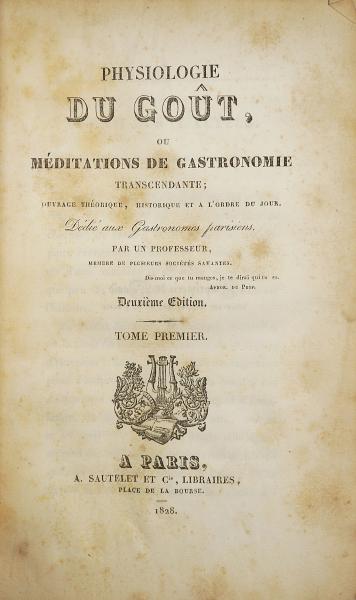 PHYSIOLOGIE
DU GOÛT,
OU
MÉDITATIONS DE GASTRONOMIE
TRANSCENDANTE;
OUVRAGE THÉORIQUE, HISTORIQUE ET A L'ORDRE DU JOUR.
Dédié aux Gastronomes parisiens,
PAR UN PROFESSEUR,
MEMBRE DE PLUSIEURS SOCIÉTÉS SAVANTES.
Dis-moi ce que tu manges, je te dirai qui tu es.
APHOR. DU PROF.
Deuxième Edition.
TOME PREMIER.
A PARIS,
A. SAUTELET ET Cie, LIBRAIRES,
PLACE DE LA BOURSE.
1828.